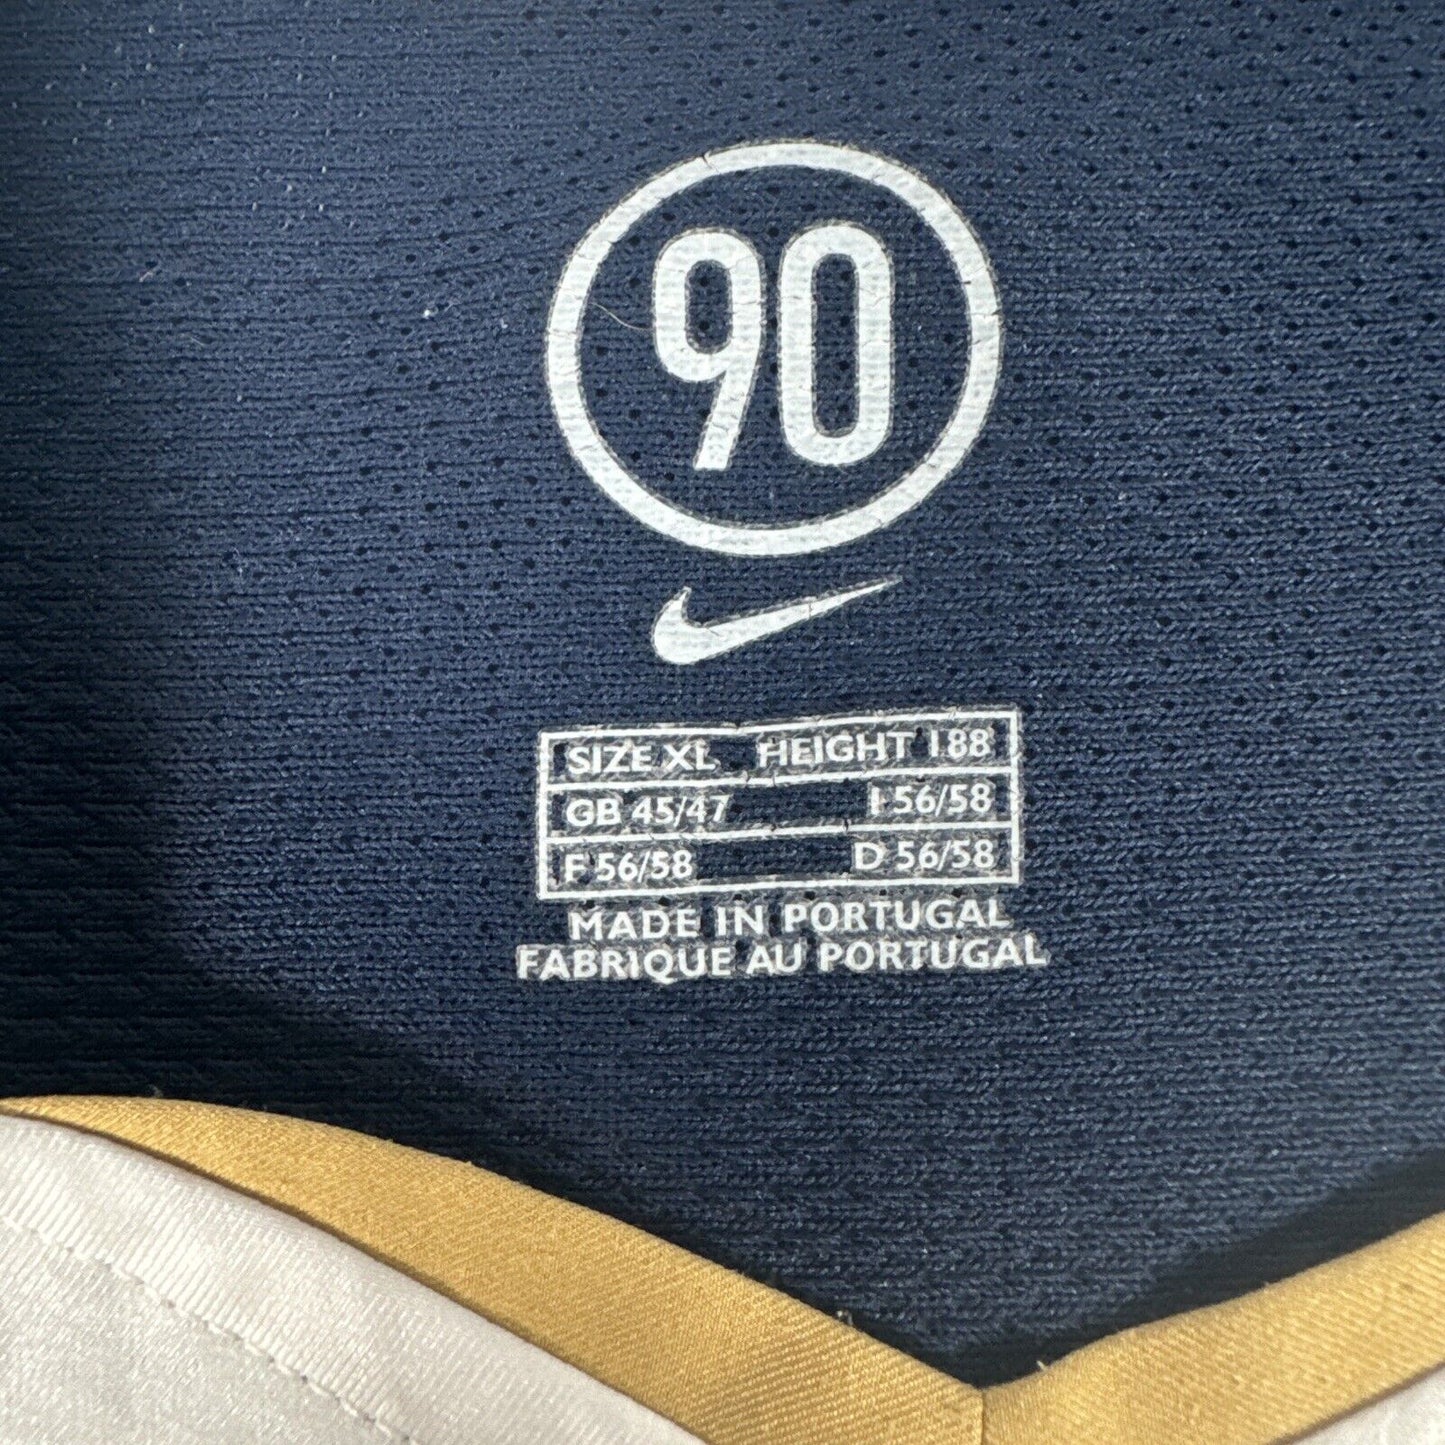 90
SIZE XL HEIGHT 188
GB 45/47 I 56/58
F 56/58 D 56/58
MADE IN PORTUGAL
FABRIQUE AU PORTUGAL